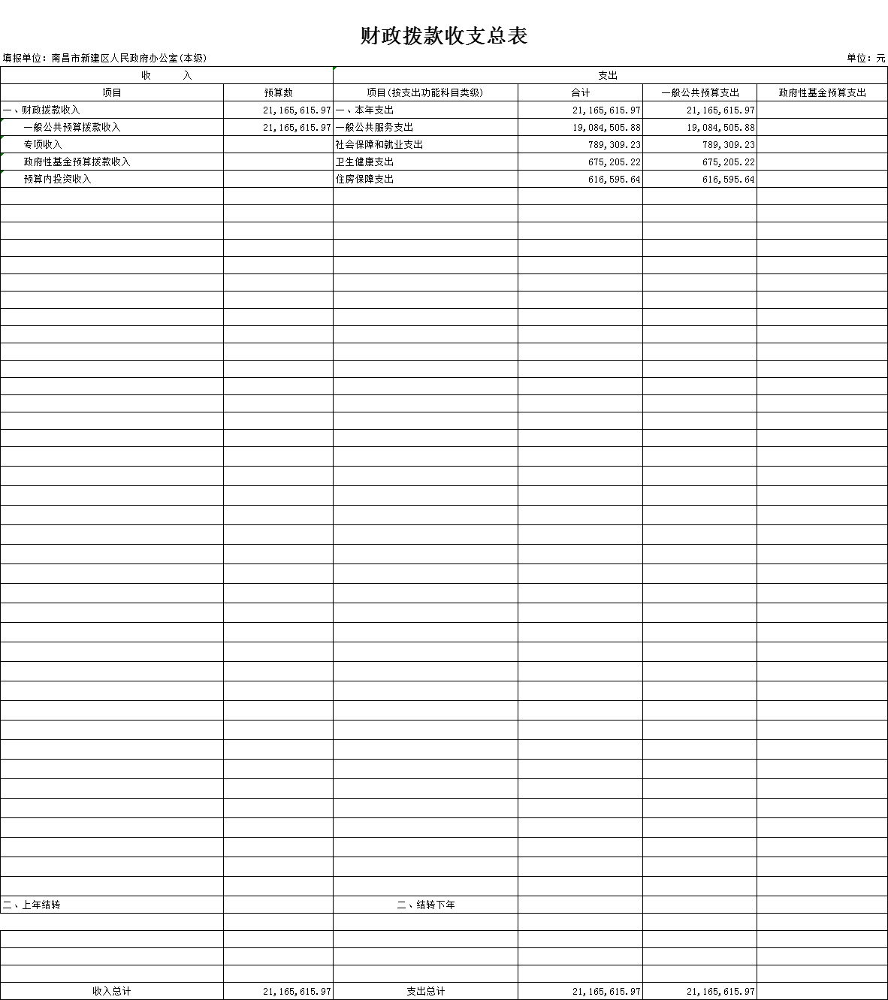 财政拨款收支总表
填报单位：南昌市新建区人民政府办公室(本级) 单位：元
收 入 支出
项目 预算数 项目(按支出功能科目类级) 合计 一般公共预算支出 政府性基金预算支出
一、财政拨款收入 21,165,615.97 一、本年支出 21,165,615.97 21,165,615.97
一般公共预算拨款收入 21,165,615.97 一般公共服务支出 19,084,505.88 19,084,505.88
专项收入 社会保障和就业支出 789,309.23 789,309.23
政府性基金预算拨款收入 卫生健康支出 675,205.22 675,205.22
预算内投资收入 住房保障支出 616,595.64 616,595.64
二、上年结转 二、结转下年
收入总计 21,165,615.97 支出总计 21,165,615.97 21,165,615.97